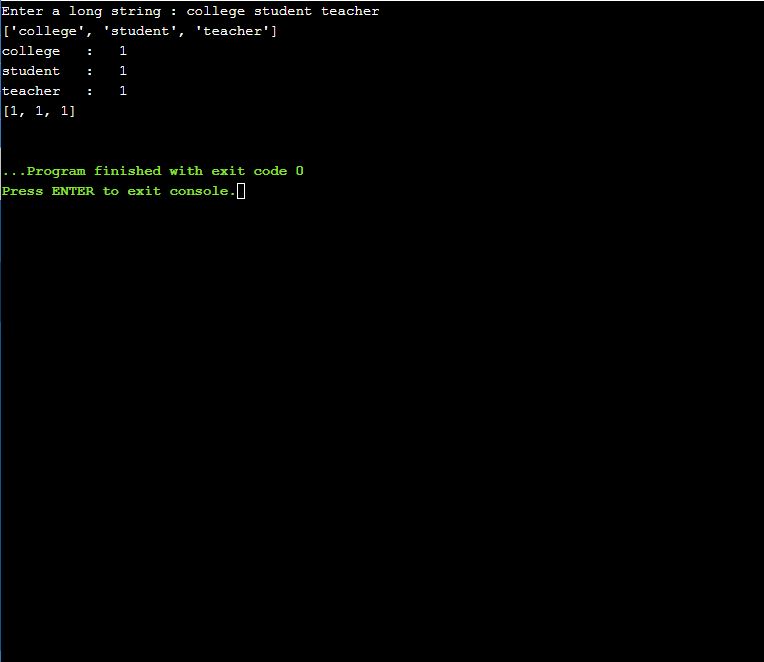 Enter a long string : college student teacher
['college', 'student', 'teacher']
college   :   1
student   :   1
teacher   :   1
[1, 1, 1]
...Program finished with exit code 0
Press ENTER to exit console.